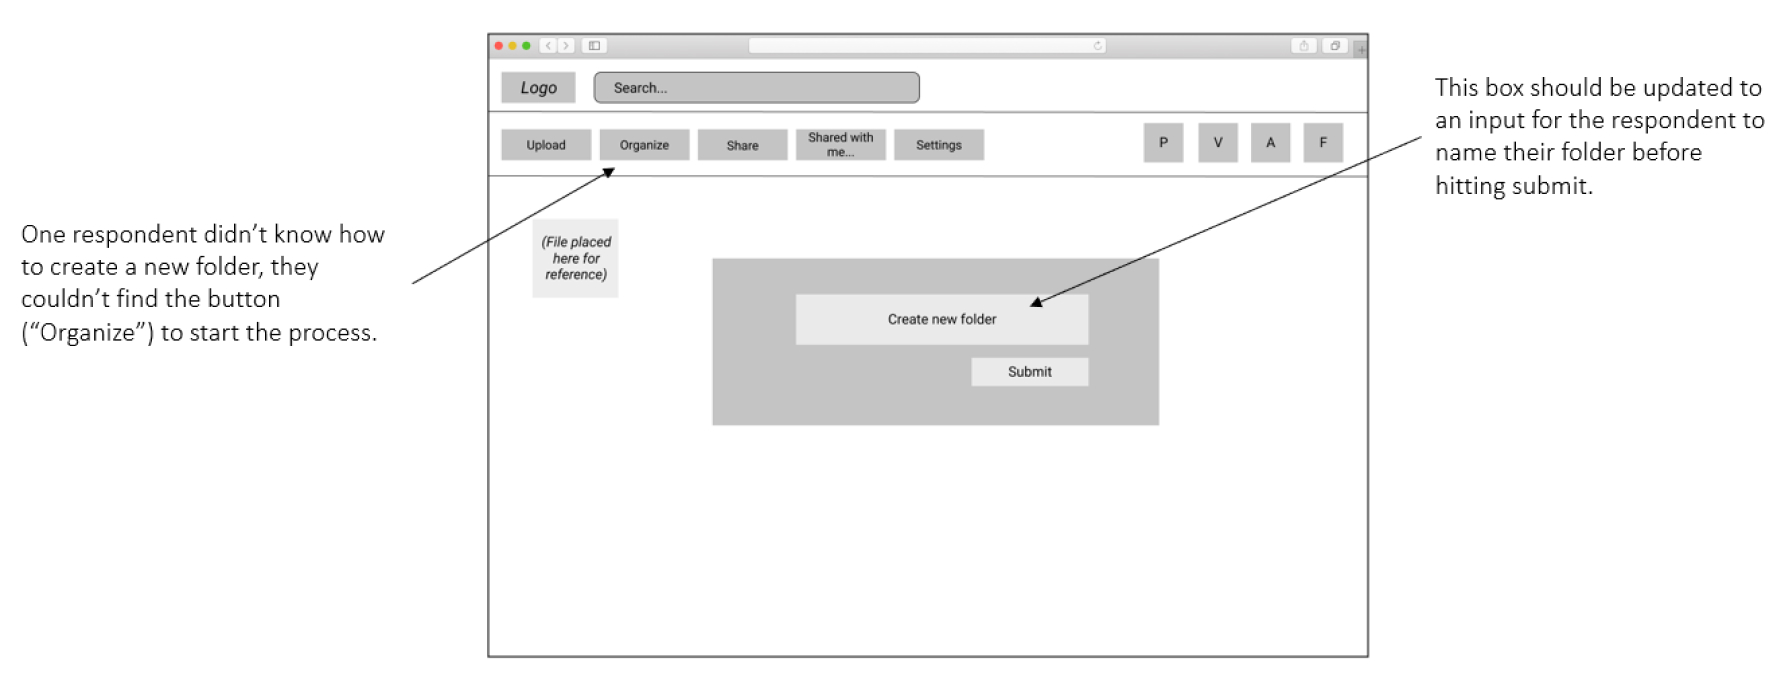 Logo
Search...
Upload
Organize
Share
Shared with
me...
Settings
P
V
A
F
One respondent didn’t know how
to create a new folder, they
couldn’t find the button
(“Organize”) to start the process.
(File placed
here for
reference)
Create new folder
Submit
This box should be updated to
an input for the respondent to
name their folder before
hitting submit.